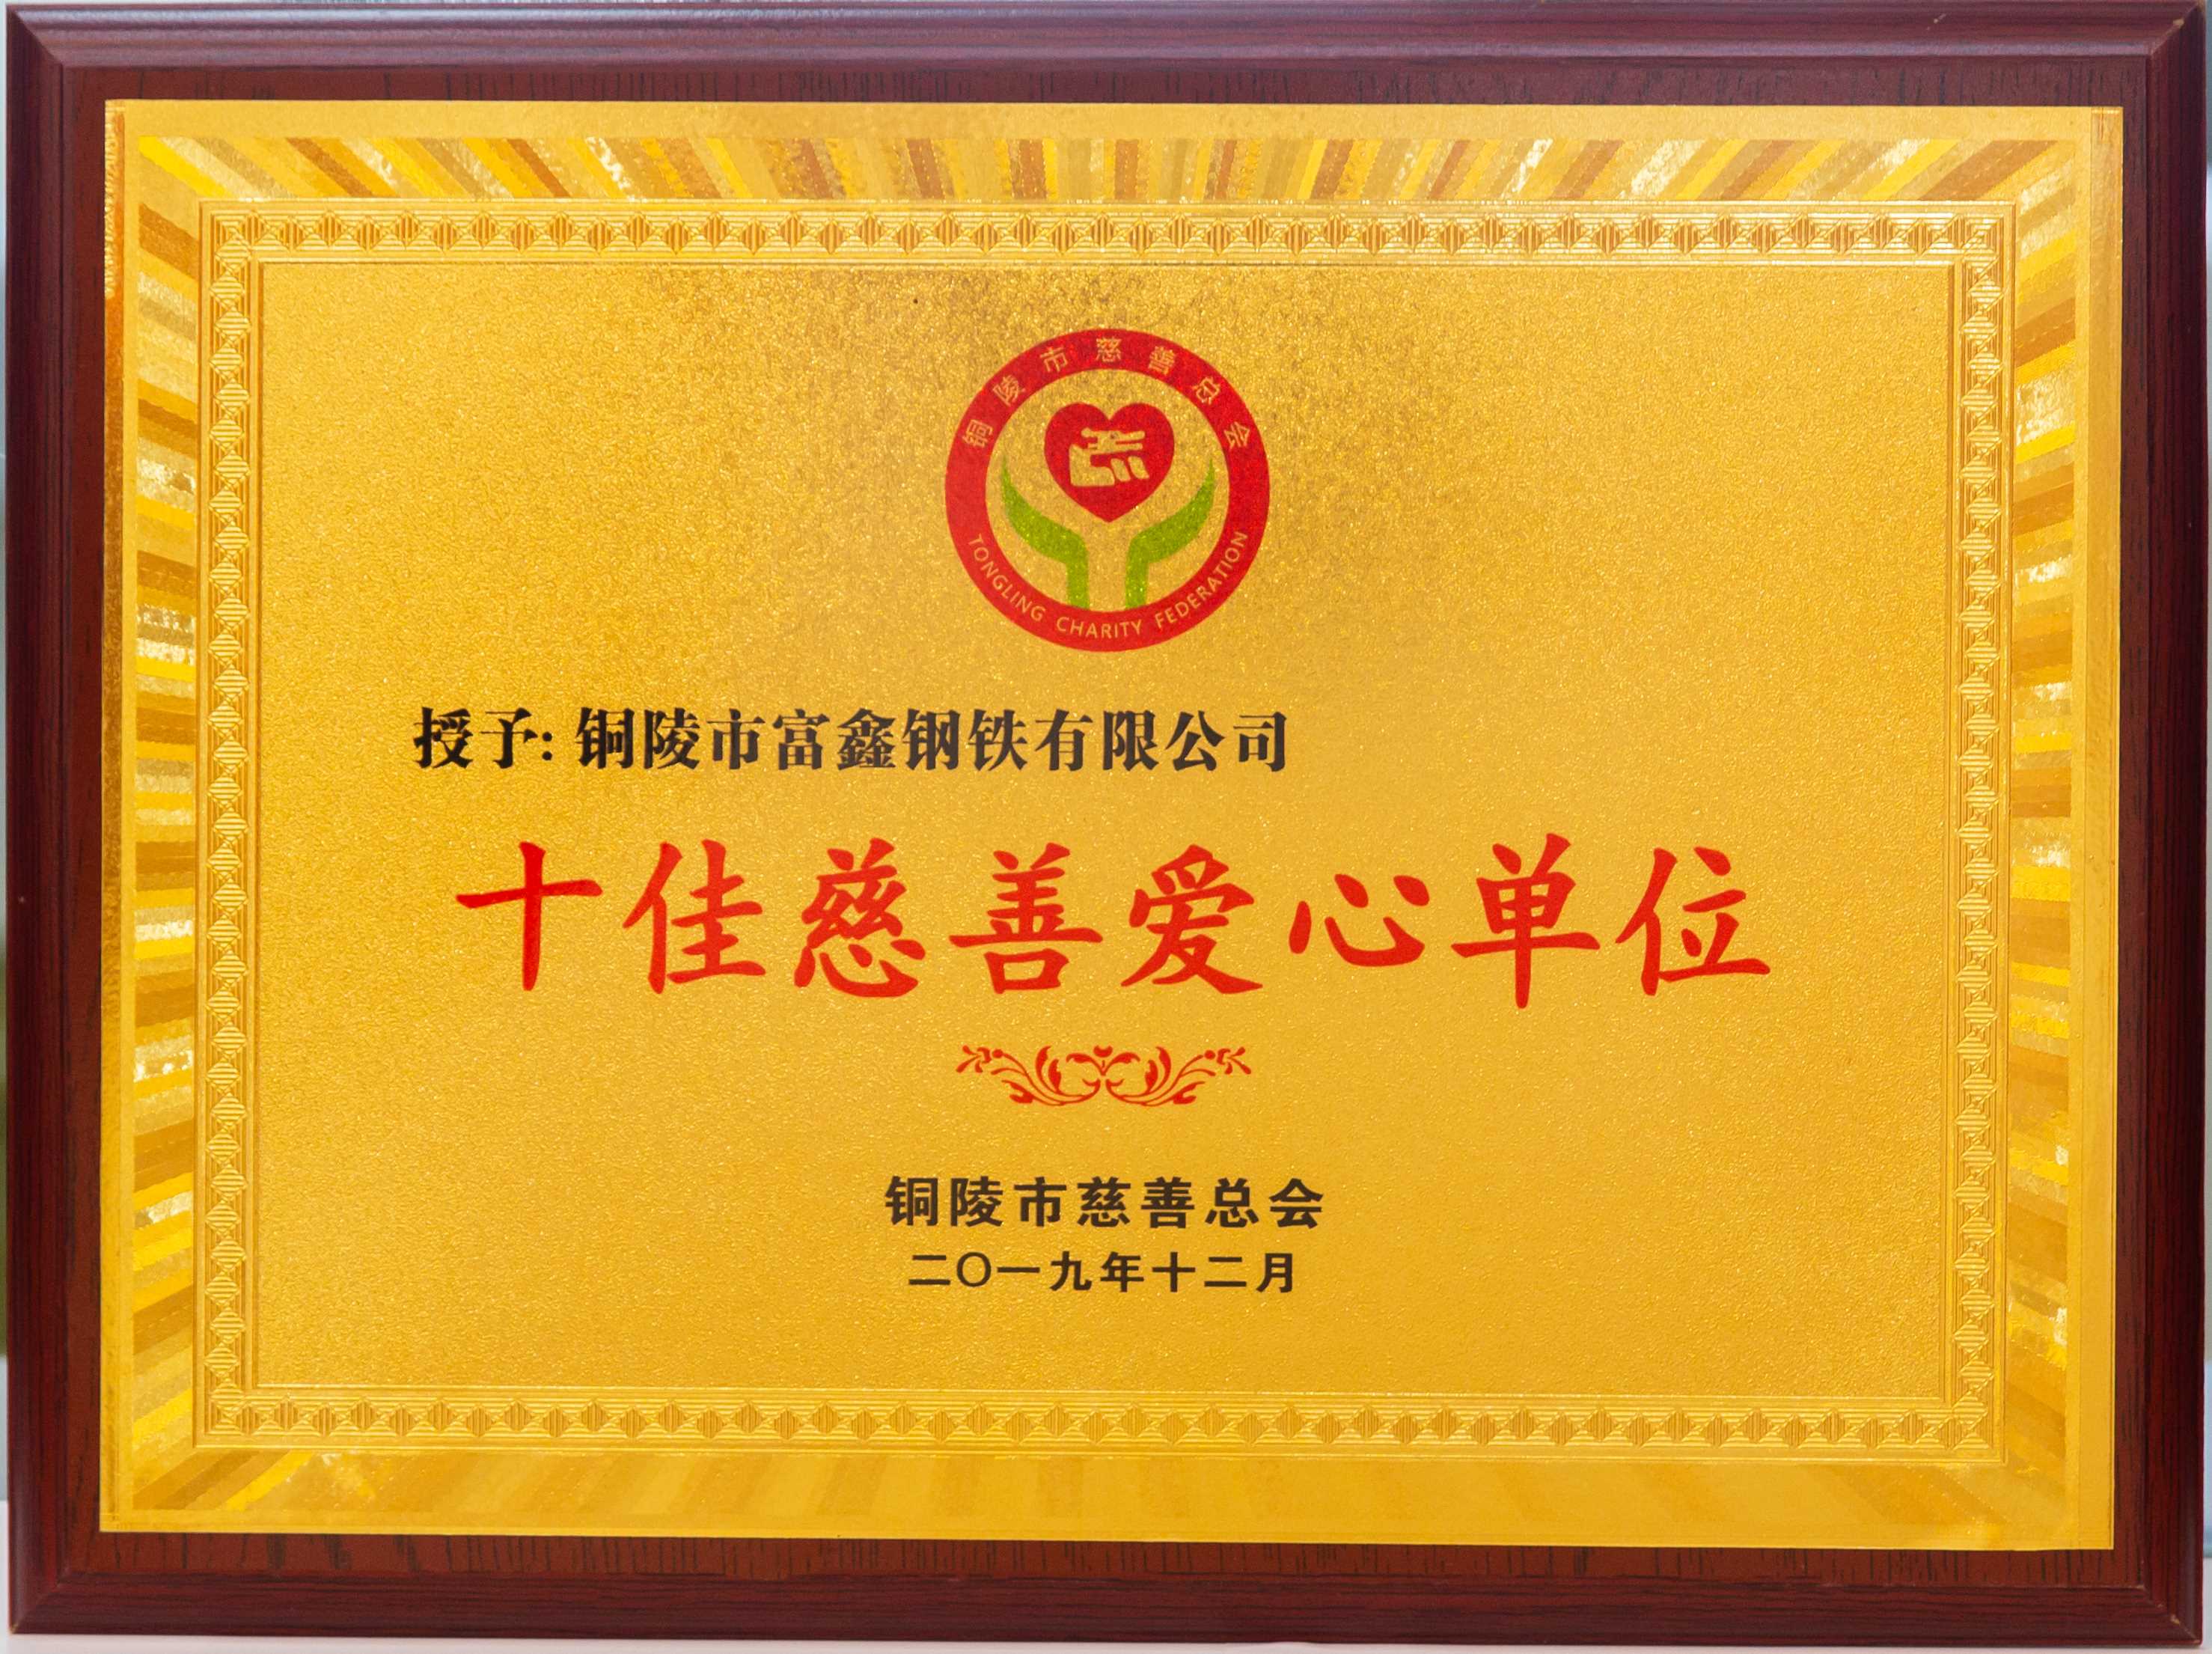 铜陵市慈善总会
TONGLING CHARITY FEDERATION
授予: 铜陵市富鑫钢铁有限公司
十佳慈善爱心单位
铜陵市慈善总会
二〇一九年十二月